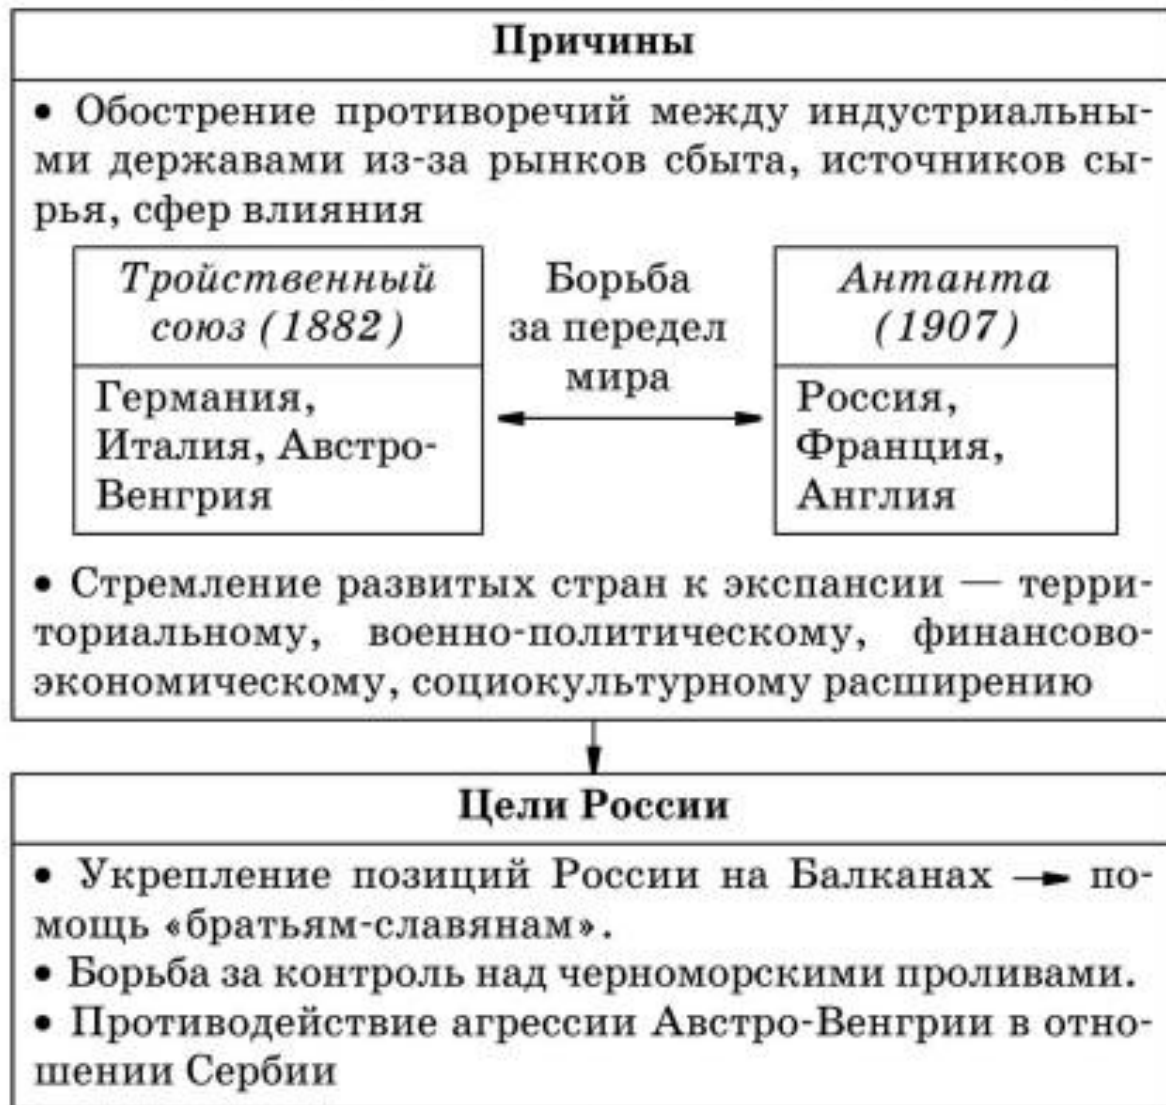 Причины
• Обострение противоречий между индустриальны-
ми державами из-за рынков сбыта, источников сы-
рья, сфер влияния
Тройственный
союз (1882)
Германия,
Италия, Австро-
Венгрия
Борьба
за передел
мира
Антанта
(1907)
Россия,
Франция,
Англия
• Стремление развитых стран к экспансии — терри-
ториальному, военно-политическому, финансово-
экономическому, социокультурному расширению
Цели России
• Укрепление позиций России на Балканах → по-
мощь «братьям-славянам».
• Борьба за контроль над черноморскими проливами.
• Противодействие агрессии Австро-Венгрии в отно-
шении Сербии